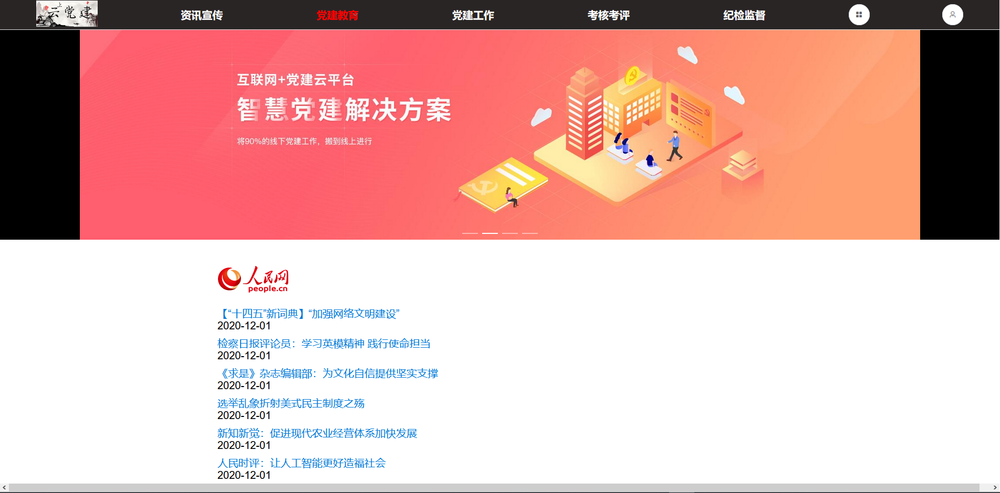 云上党建
资讯宣传
党建教育
党建工作
考核考评
纪检监督
互联网+党建云平台
智慧党建解决方案
将90%的线下党建工作，搬到线上进行
人民网
people.cn
【“十四五”新词典】“加强网络文明建设”
2020-12-01
检察日报评论员：学习英模精神 践行使命担当
2020-12-01
《求是》杂志编辑部：为文化自信提供坚实支撑
2020-12-01
选举乱象折射美式民主制度之殇
2020-12-01
新知新觉：促进现代农业经营体系加快发展
2020-12-01
人民时评：让人工智能更好造福社会
2020-12-01